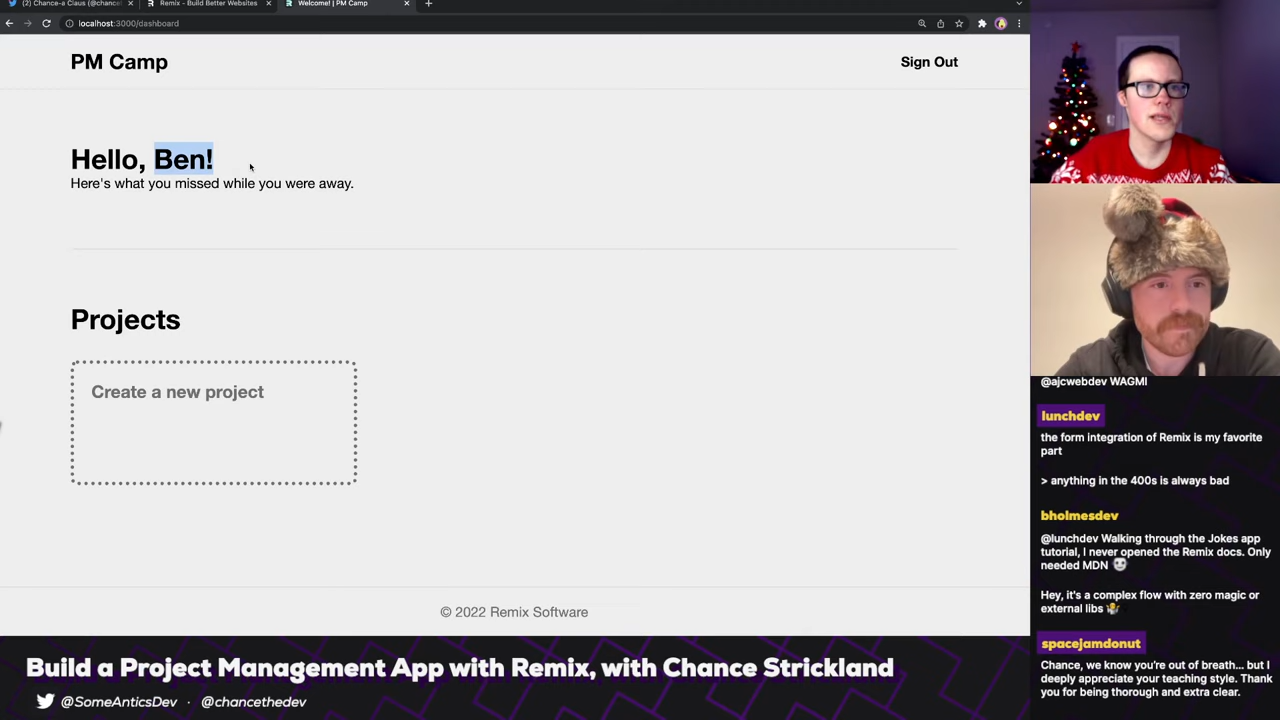 (2) Chance-a Claus (@chancet
Remix - Build Better Websites
Welcome! | PM Camp
localhost:3000/dashboard
PM Camp
Sign Out
Hello, Ben!
Here's what you missed while you were away.
Projects
Create a new project
© 2022 Remix Software
@ajcwebdev WAGMI
lunchdev
the form integration of Remix is my favorite
part
> anything in the 400s is always bad
bholmesdev
@lunchdev Walking through the Jokes app
tutorial, I never opened the Remix docs. Only
needed MDN
Hey, it's a complex flow with zero magic or
external libs
spacejamdonut
Chance, we know you're out of breath... but I
deeply appreciate your teaching style. Thank
you for being thorough and extra clear.
Build a Project Management App with Remix, with Chance Strickland
@SomeAnticsDev · @chancethedev